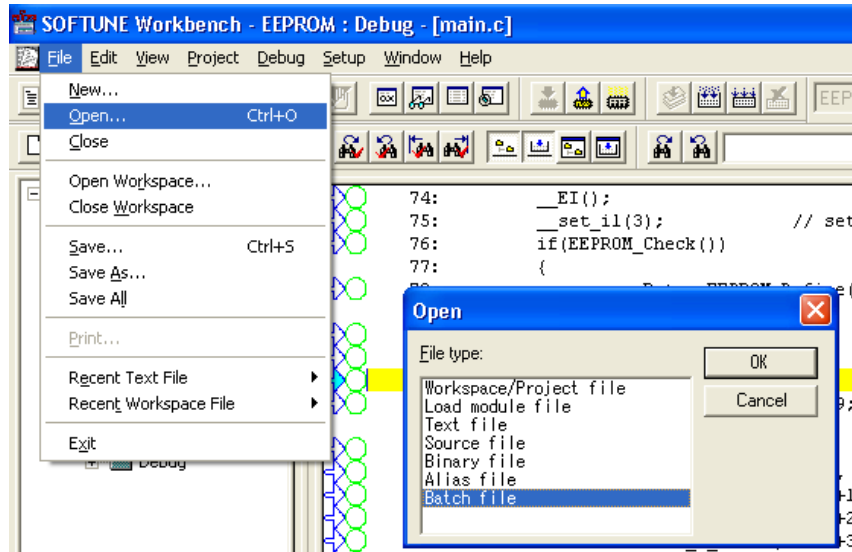 SOFTUNE Workbench - EEPROM : Debug - [main.c]
File Edit View Project Debug Setup Window Help
New...
Open... Ctrl+O
Close
Open Workspace...
Close Workspace
Save... Ctrl+S
Save As...
Save All
Print...
Recent Text File
Recent Workspace File
Exit
Debug
EEP
74: __EI();
75: __set_il(3); // set
76: if(EEPROM_Check())
77: {
Open
File type:
Workspace/Project file
Load module file
Text file
Source file
Binary file
Alias file
Batch file
OK
Cancel